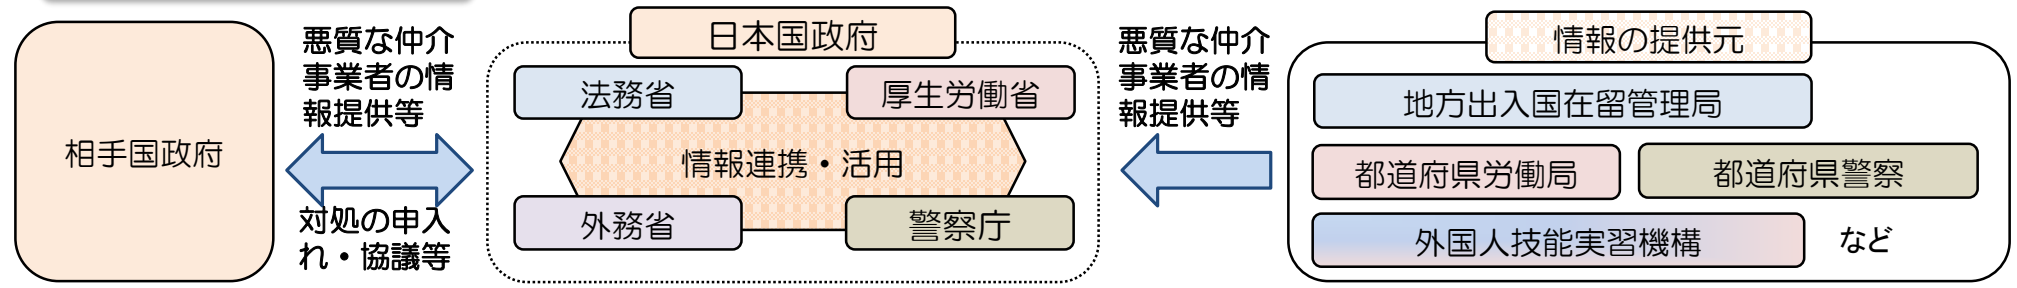 相手国政府
悪質な仲介
事業者の情
報提供等
対処の申入
れ・協議等
日本国政府
法務省
厚生労働省
情報連携・活用
外務省
警察庁
悪質な仲介
事業者の情
報提供等
情報の提供元
地方出入国在留管理局
都道府県労働局
都道府県警察
外国人技能実習機構
など